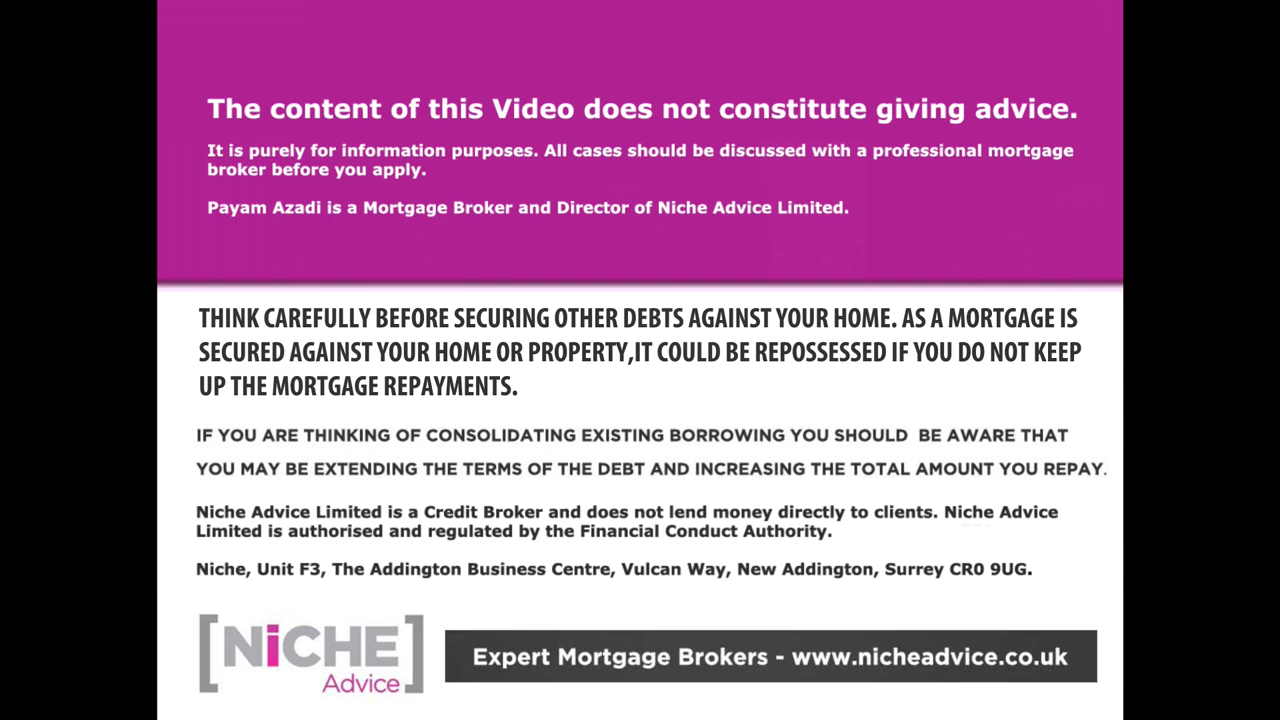 The content of this Video does not constitute giving advice.
It is purely for information purposes. All cases should be discussed with a professional mortgage
broker before you apply.
Payam Azadi is a Mortgage Broker and Director of Niche Advice Limited.
THINK CAREFULLY BEFORE SECURING OTHER DEBTS AGAINST YOUR HOME. AS A MORTGAGE IS
SECURED AGAINST YOUR HOME OR PROPERTY,IT COULD BE REPOSSESSED IF YOU DO NOT KEEP
UP THE MORTGAGE REPAYMENTS.
IF YOU ARE THINKING OF CONSOLIDATING EXISTING BORROWING YOU SHOULD BE AWARE THAT
YOU MAY BE EXTENDING THE TERMS OF THE DEBT AND INCREASING THE TOTAL AMOUNT YOU REPAY.
Niche Advice Limited is a Credit Broker and does not lend money directly to clients. Niche Advice
Limited is authorised and regulated by the Financial Conduct Authority.
Niche, Unit F3, The Addington Business Centre, Vulcan Way, New Addington, Surrey CR0 9UG.
[NiCHE]
Advice
Expert Mortgage Brokers - www.nicheadvice.co.uk